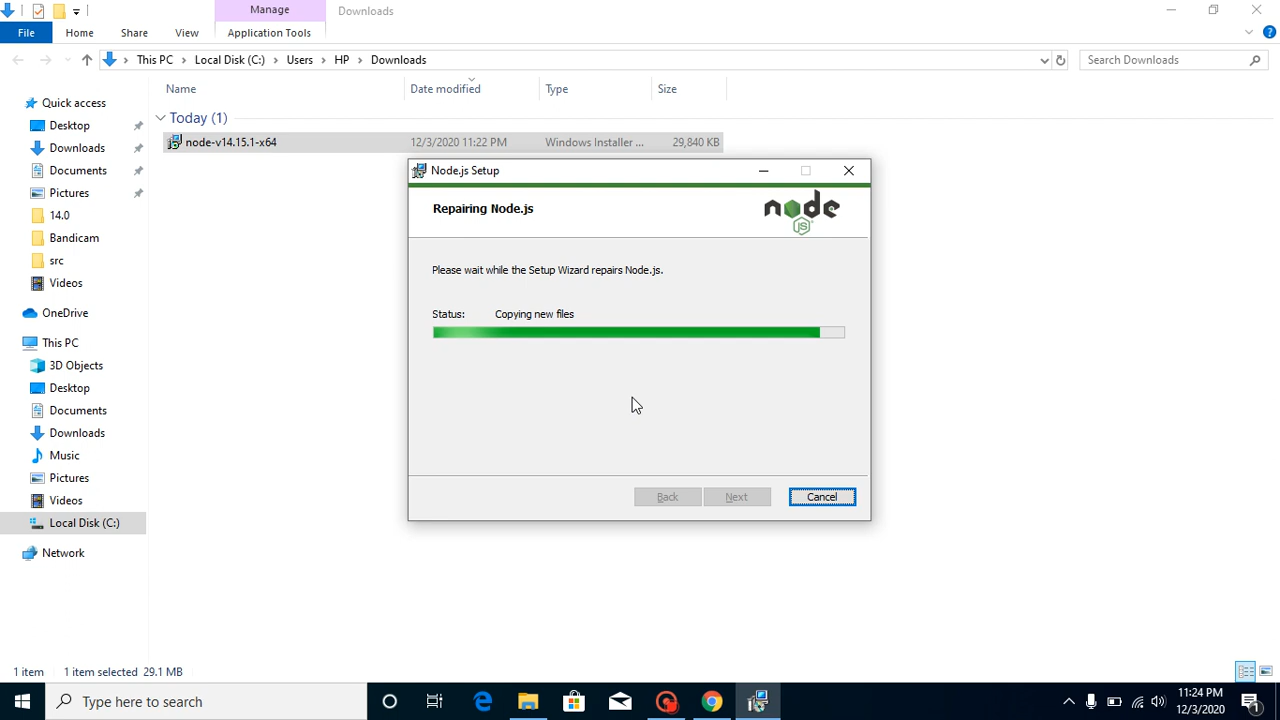 Manage
Downloads
File
Home
Share
View
Application Tools
This PC
Local Disk (C:)
Users
HP
Downloads
Search Downloads
Name
Date modified
Type
Size
Quick access
Desktop
Downloads
Documents
Pictures
14.0
Bandicam
src
Videos
OneDrive
This PC
3D Objects
Desktop
Documents
Downloads
Music
Pictures
Videos
Local Disk (C:)
Network
Today (1)
node-v14.15.1-x64
12/3/2020 11:22 PM
Windows Installer ...
29,840 KB
Node.js Setup
Repairing Node.js
node
JS
Please wait while the Setup Wizard repairs Node.js.
Status: Copying new files
Back
Next
Cancel
1 item
1 item selected 29.1 MB
Type here to search
11:24 PM
12/3/2020
1